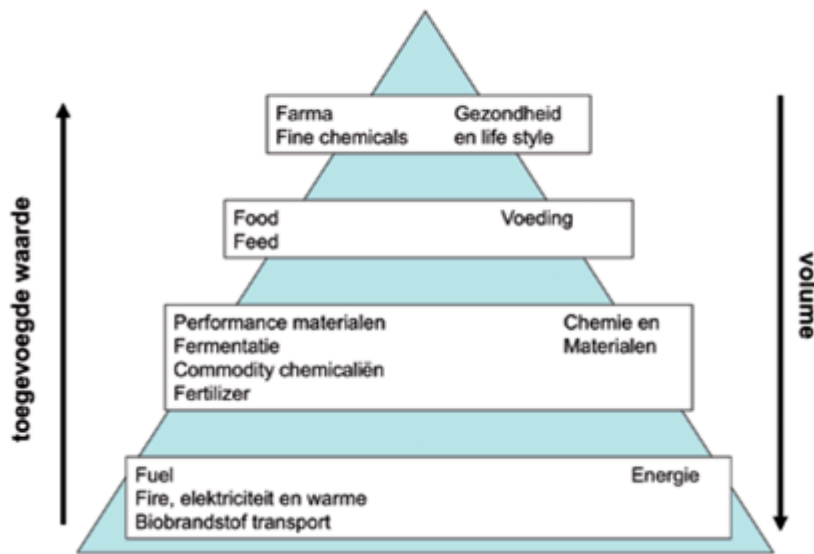 Farma Gezondheid
Fine chemicals en life style
Food Voeding
Feed
Performance materialen Chemie en
Fermentatie Materialen
Commodity chemicaliën
Fertilizer
Fuel Energie
Fire, elektriciteit en warme
Biobrandstof transport
toegevoegde waarde
volume